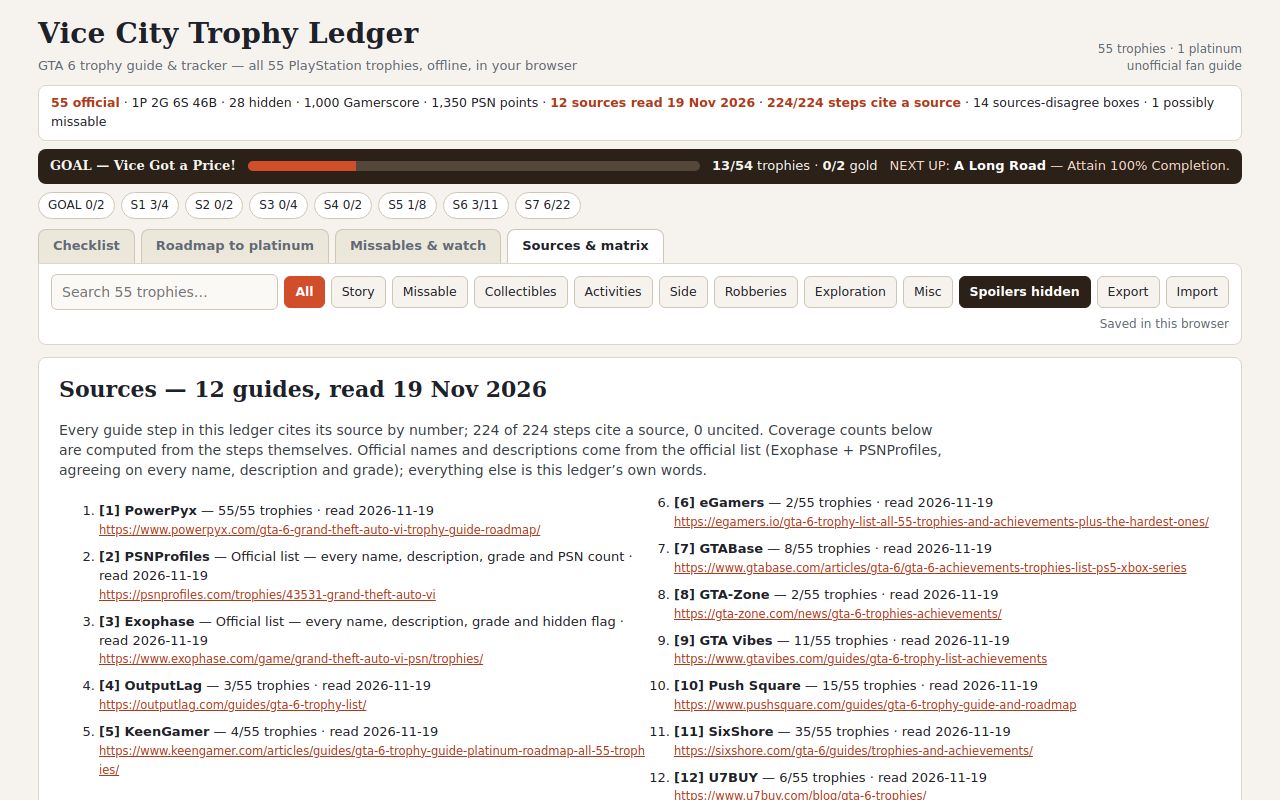 Vice City Trophy Ledger
GTA 6 trophy guide & tracker — all 55 PlayStation trophies, offline, in your browser
55 trophies · 1 platinum
unofficial fan guide
55 official · 1P 2G 6S 46B · 28 hidden · 1,000 Gamerscore · 1,350 PSN points · 12 sources read 19 Nov 2026 · 224/224 steps cite a source · 14 sources-disagree boxes · 1 possibly
missable
GOAL — Vice Got a Price! 13/54 trophies · 0/2 gold NEXT UP: A Long Road — Attain 100% Completion.
GOAL 0/2 S1 3/4 S2 0/2 S3 0/4 S4 0/2 S5 1/8 S6 3/11 S7 6/22
Checklist Roadmap to platinum Missables & watch Sources & matrix
Search 55 trophies… All Story Missable Collectibles Activities Side Robberies Exploration Misc Spoilers hidden Export Import
Saved in this browser
Sources — 12 guides, read 19 Nov 2026
Every guide step in this ledger cites its source by number; 224 of 224 steps cite a source, 0 uncited. Coverage counts below
are computed from the steps themselves. Official names and descriptions come from the official list (Exophase + PSNProfiles,
agreeing on every name, description and grade); everything else is this ledger’s own words.
1. [1] PowerPyx — 55/55 trophies · read 2026-11-19
https://www.powerpyx.com/gta-6-grand-theft-auto-vi-trophy-guide-roadmap/
2. [2] PSNProfiles — Official list — every name, description, grade and PSN count ·
read 2026-11-19
https://psnprofiles.com/trophies/43531-grand-theft-auto-vi
3. [3] Exophase — Official list — every name, description, grade and hidden flag ·
read 2026-11-19
https://www.exophase.com/game/grand-theft-auto-vi-psn/trophies/
4. [4] OutputLag — 3/55 trophies · read 2026-11-19
https://outputlag.com/guides/gta-6-trophy-list/
5. [5] KeenGamer — 4/55 trophies · read 2026-11-19
https://www.keengamer.com/articles/guides/gta-6-trophy-guide-platinum-roadmap-all-55-troph
ies/
6. [6] eGamers — 2/55 trophies · read 2026-11-19
https://egamers.io/gta-6-trophy-list-all-55-trophies-and-achievements-plus-the-hardest-ones/
7. [7] GTABase — 8/55 trophies · read 2026-11-19
https://www.gtabase.com/articles/gta-6/gta-6-achievements-trophies-list-ps5-xbox-series
8. [8] GTA-Zone — 2/55 trophies · read 2026-11-19
https://gta-zone.com/news/gta-6-trophies-achievements/
9. [9] GTA Vibes — 11/55 trophies · read 2026-11-19
https://www.gtavibes.com/guides/gta-6-trophy-list-achievements
10. [10] Push Square — 15/55 trophies · read 2026-11-19
https://www.pushsquare.com/guides/gta-6-trophy-guide-and-roadmap
11. [11] SixShore — 35/55 trophies · read 2026-11-19
https://sixshore.com/gta-6/guides/trophies-and-achievements/
12. [12] U7BUY — 6/55 trophies · read 2026-11-19
https://www.u7buy.com/blog/gta-6-trophies/